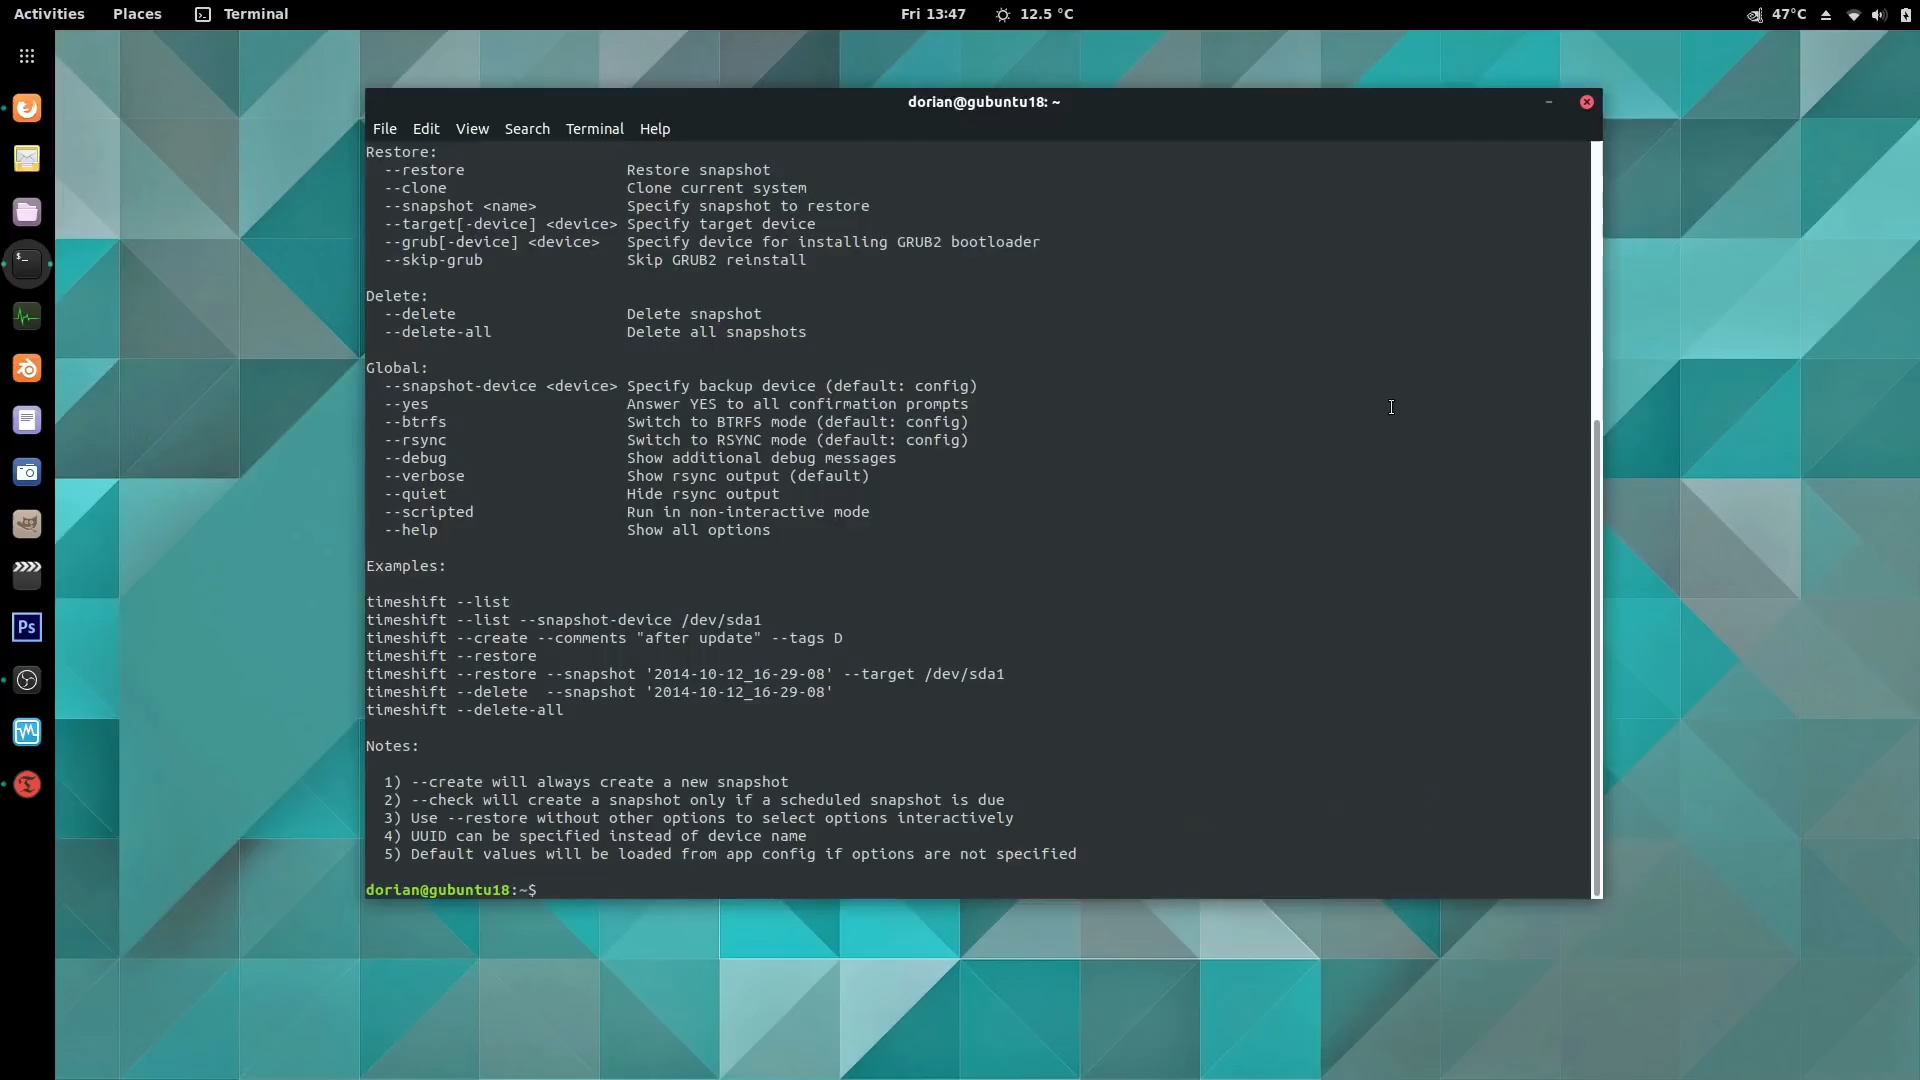 Activities Places Terminal Fri 13:47 12.5 °C 47°C
dorian@gubuntu18: ~
File Edit View Search Terminal Help
Restore:
--restore Restore snapshot
--clone Clone current system
--snapshot <name> Specify snapshot to restore
--target[-device] <device> Specify target device
--grub[-device] <device> Specify device for installing GRUB2 bootloader
--skip-grub Skip GRUB2 reinstall
Delete:
--delete Delete snapshot
--delete-all Delete all snapshots
Global:
--snapshot-device <device> Specify backup device (default: config)
--yes Answer YES to all confirmation prompts
--btrfs Switch to BTRFS mode (default: config)
--rsync Switch to RSYNC mode (default: config)
--debug Show additional debug messages
--verbose Show rsync output (default)
--quiet Hide rsync output
--scripted Run in non-interactive mode
--help Show all options
Examples:
timeshift --list
timeshift --list --snapshot-device /dev/sda1
timeshift --create --comments "after update" --tags D
timeshift --restore
timeshift --restore --snapshot '2014-10-12_16-29-08' --target /dev/sda1
timeshift --delete  --snapshot '2014-10-12_16-29-08'
timeshift --delete-all
Notes:
1) --create will always create a new snapshot
2) --check will create a snapshot only if a scheduled snapshot is due
3) Use --restore without other options to select options interactively
4) UUID can be specified instead of device name
5) Default values will be loaded from app config if options are not specified
dorian@gubuntu18:~$
Ps